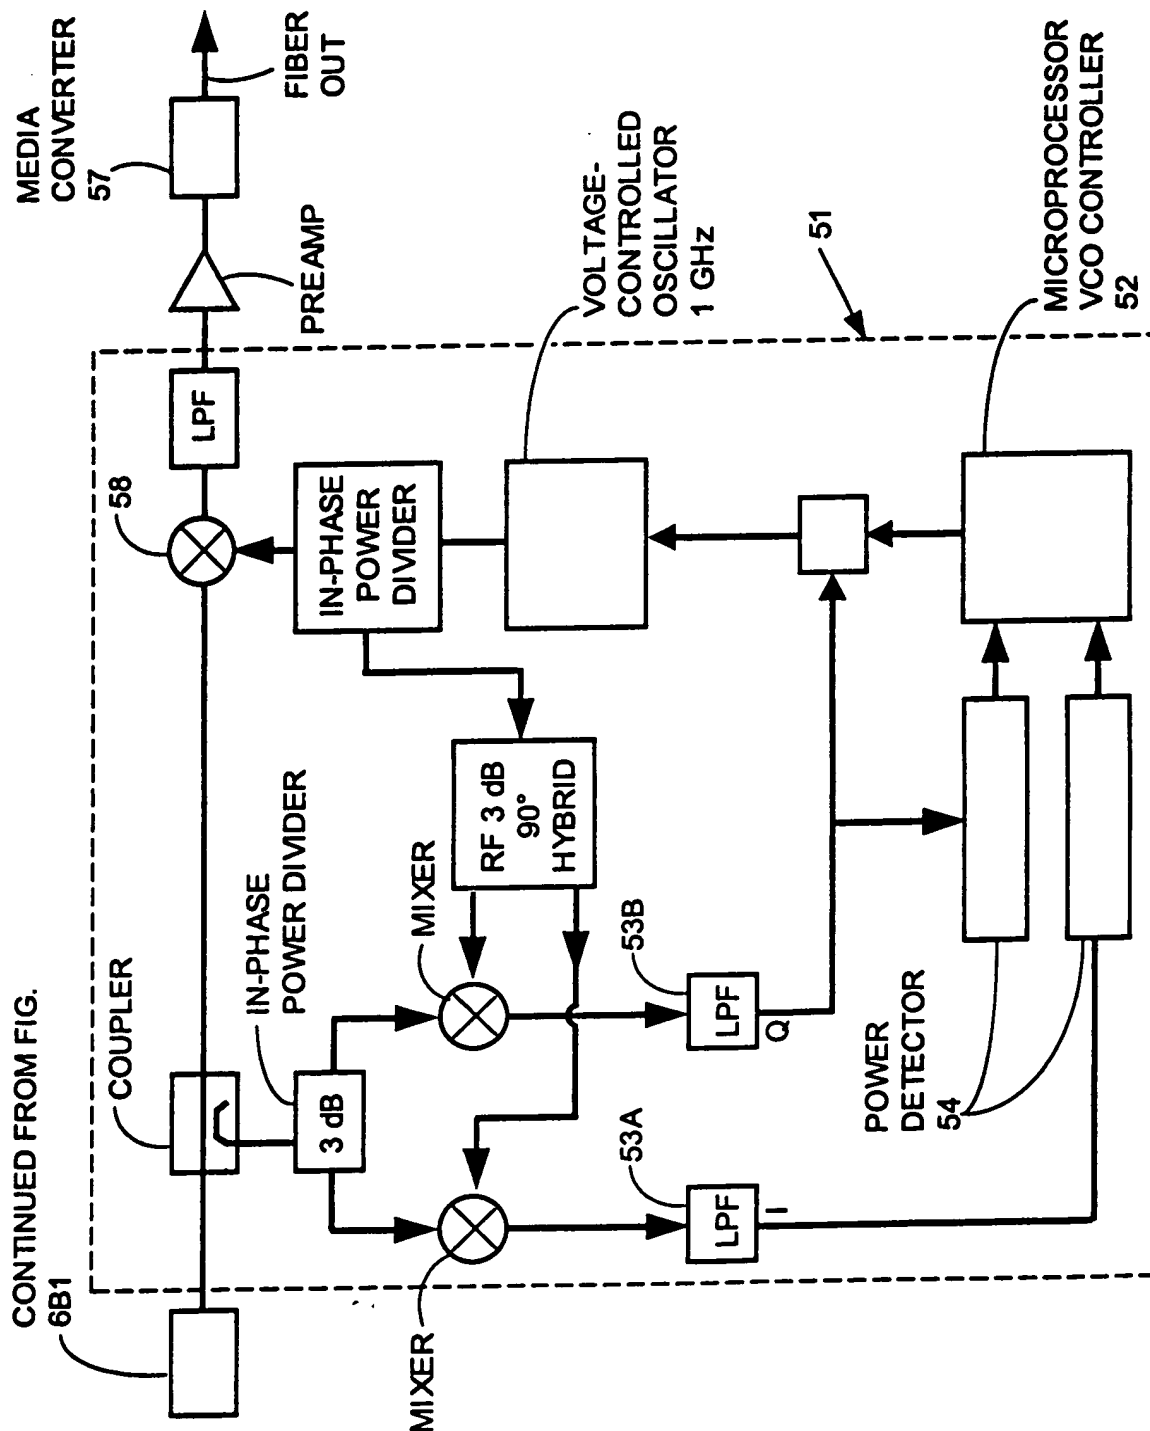 CONTINUED FROM FIG.
6B1
COUPLER
IN-PHASE
POWER DIVIDER
3 dB
MIXER
MIXER
RF 3 dB
90°
HYBRID
58
LPF
IN-PHASE
POWER
DIVIDER
PREAMP
MEDIA
CONVERTER
57
FIBER
OUT
VOLTAGE-
CONTROLLED
OSCILLATOR
1 GHz
51
53A
LPF
I
53B
LPF
Q
POWER
DETECTOR
54
MICROPROCESSOR
VCO CONTROLLER
52